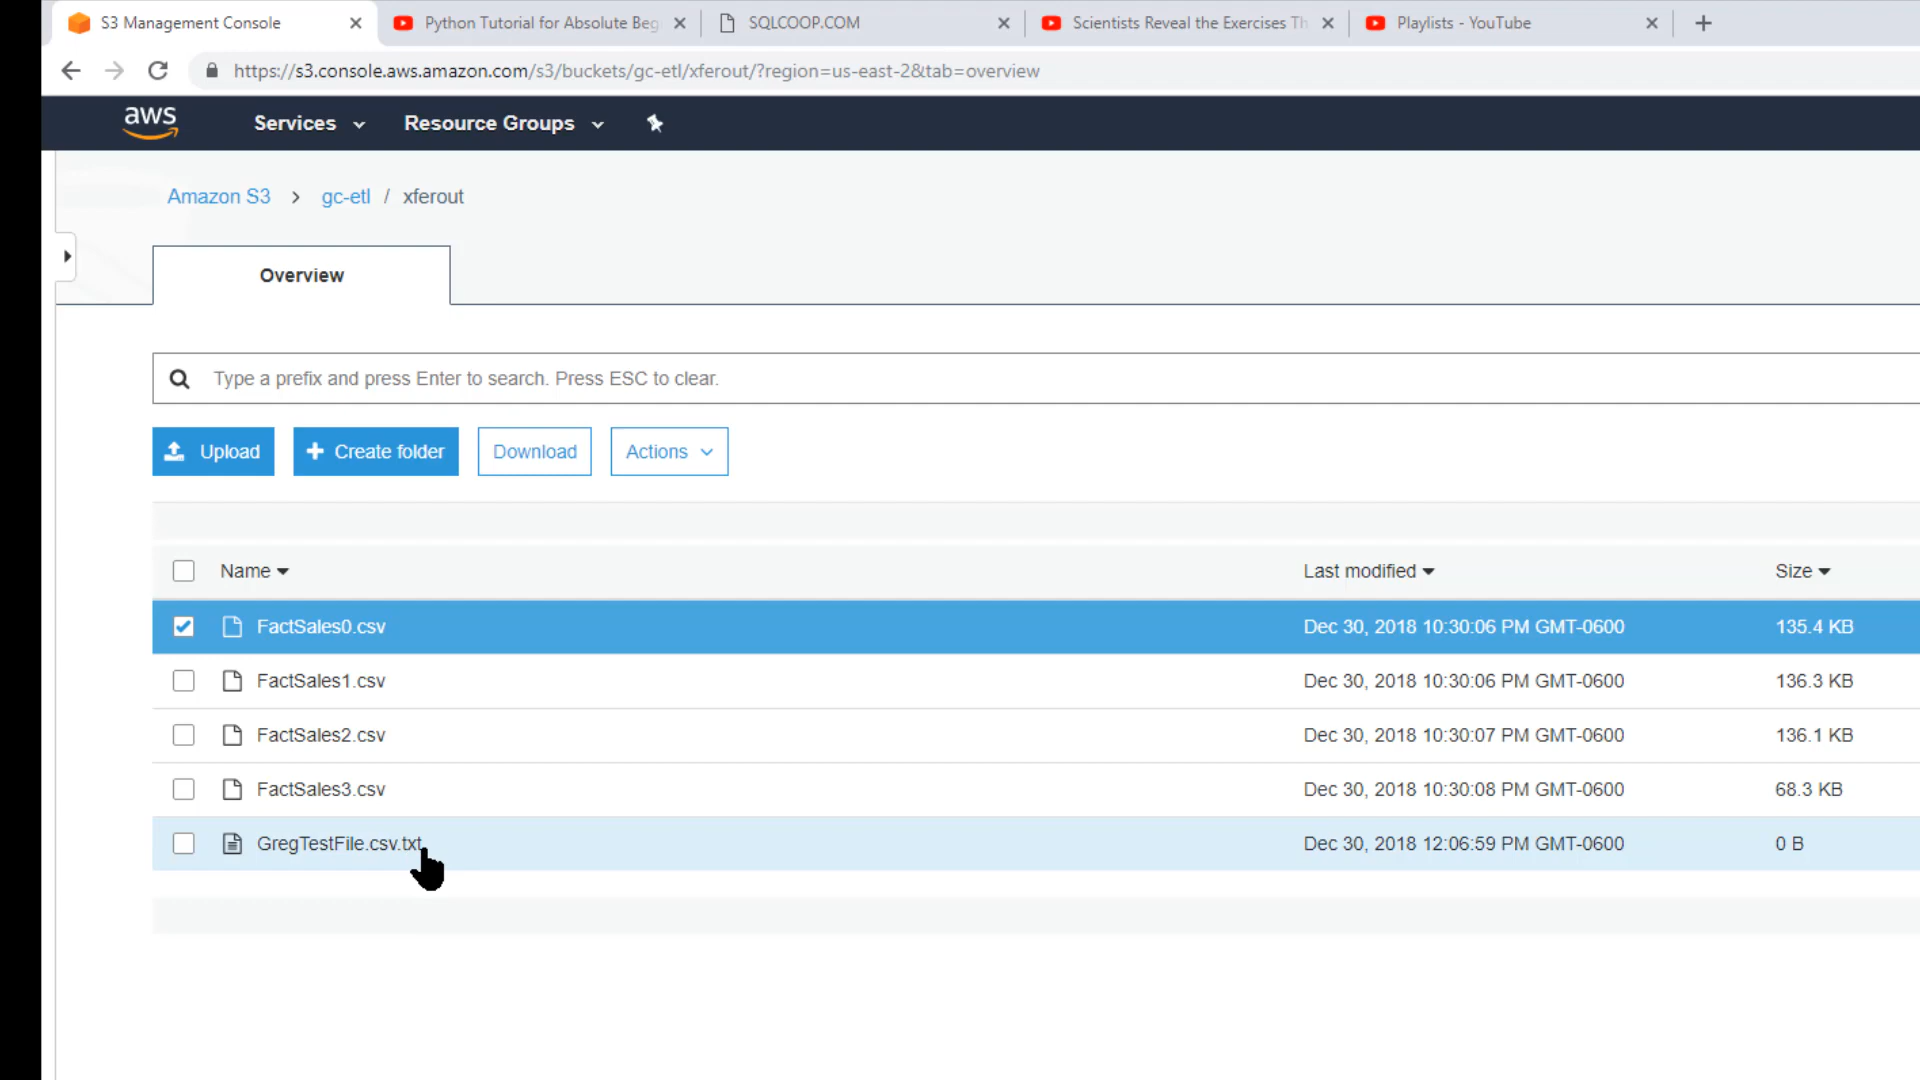 S3 Management Console
Python Tutorial for Absolute Beg
SQLCOOP.COM
Scientists Reveal the Exercises Th
Playlists - YouTube
https://s3.console.aws.amazon.com/s3/buckets/gc-etl/xferout/?region=us-east-2&tab=overview
aws Services Resource Groups
Amazon S3 > gc-etl / xferout
Overview
Type a prefix and press Enter to search. Press ESC to clear.
Upload + Create folder Download Actions
Name Last modified Size
FactSales0.csv Dec 30, 2018 10:30:06 PM GMT-0600 135.4 KB
FactSales1.csv Dec 30, 2018 10:30:06 PM GMT-0600 136.3 KB
FactSales2.csv Dec 30, 2018 10:30:07 PM GMT-0600 136.1 KB
FactSales3.csv Dec 30, 2018 10:30:08 PM GMT-0600 68.3 KB
GregTestFile.csv.txt Dec 30, 2018 12:06:59 PM GMT-0600 0 B